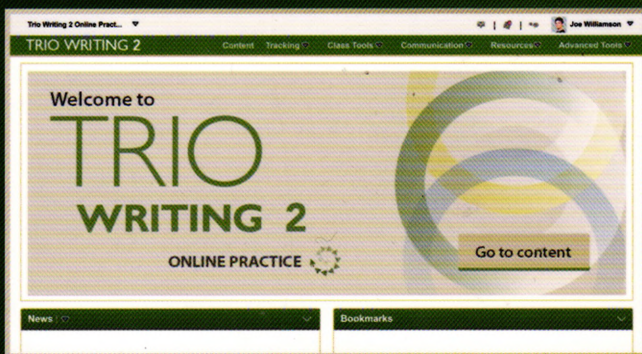 Trio Writing 2 Online Pract...
Joe Williamson
TRIO WRITING 2
Content Tracking Class Tools Communication Resources Advanced Tools
Welcome to
TRIO
WRITING 2
ONLINE PRACTICE
Go to content
News
Bookmarks